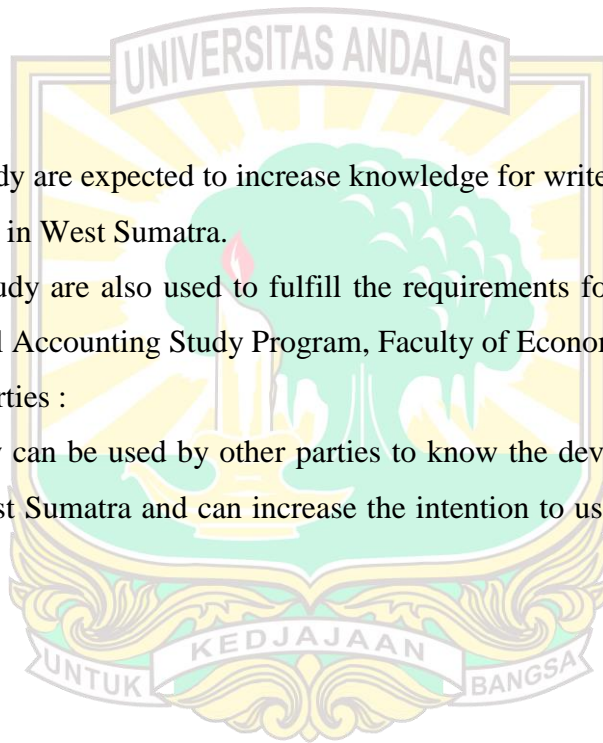 UNIVERSITAS ANDALAS
dy are expected to increase knowledge for write
in West Sumatra.
udy are also used to fulfill the requirements fo
l Accounting Study Program, Faculty of Econor
rties :
y can be used by other parties to know the dev
st Sumatra and can increase the intention to us
UNTUK KEDJAJAAN BANGSA